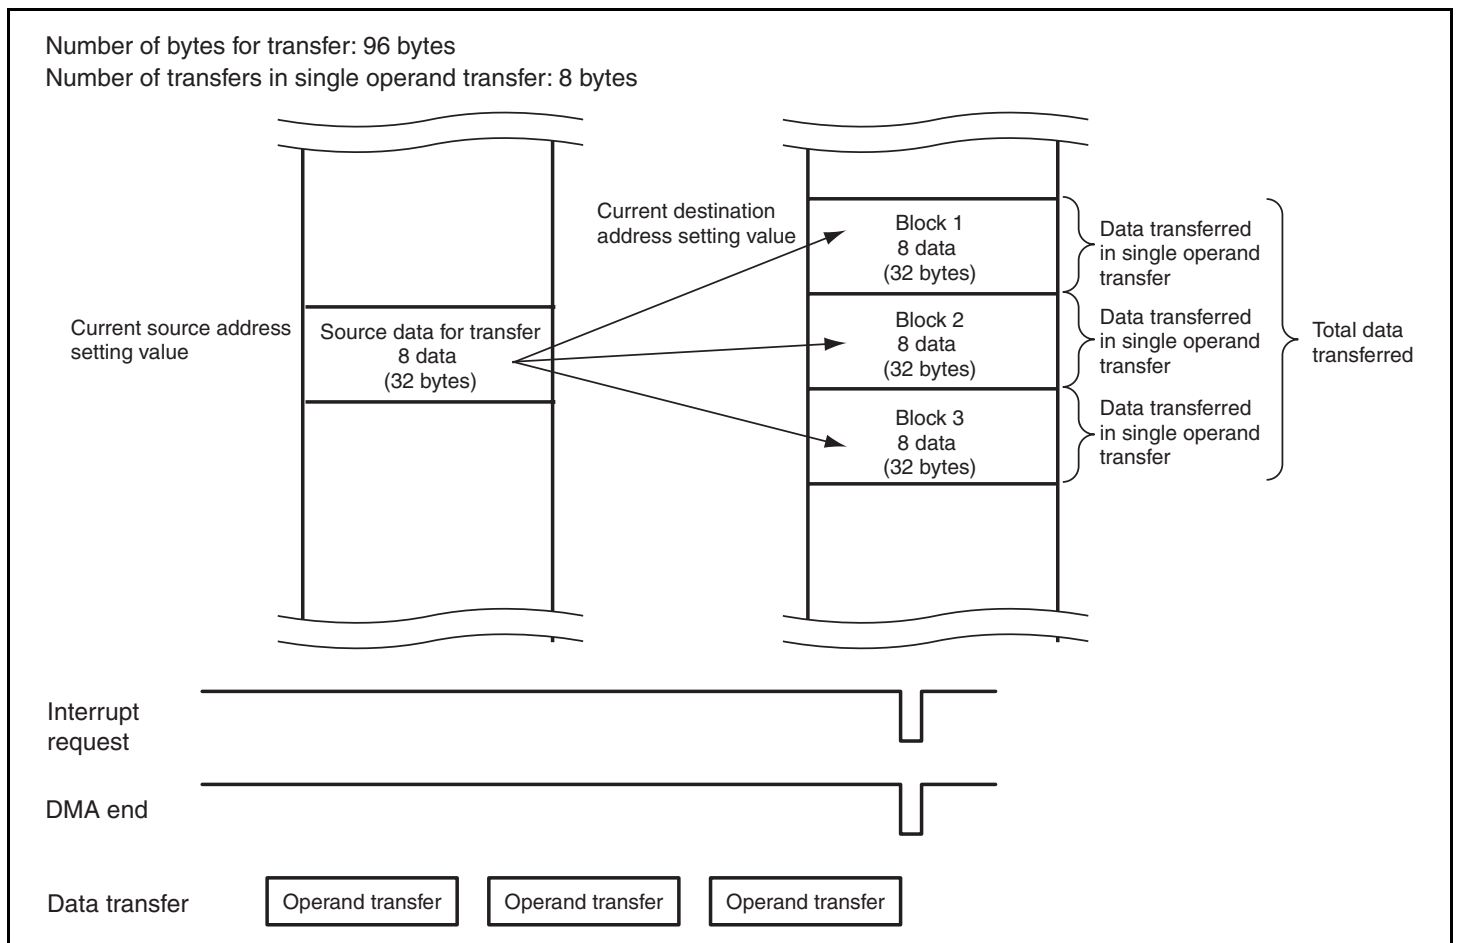 Number of bytes for transfer: 96 bytes
Number of transfers in single operand transfer: 8 bytes
Current source address
setting value
Source data for transfer
8 data
(32 bytes)
Current destination
address setting value
Block 1
8 data
(32 bytes)
Block 2
8 data
(32 bytes)
Block 3
8 data
(32 bytes)
Data transferred
in single operand
transfer
Data transferred
in single operand
transfer
Data transferred
in single operand
transfer
Total data
transferred
Interrupt
request
DMA end
Data transfer
Operand transfer
Operand transfer
Operand transfer